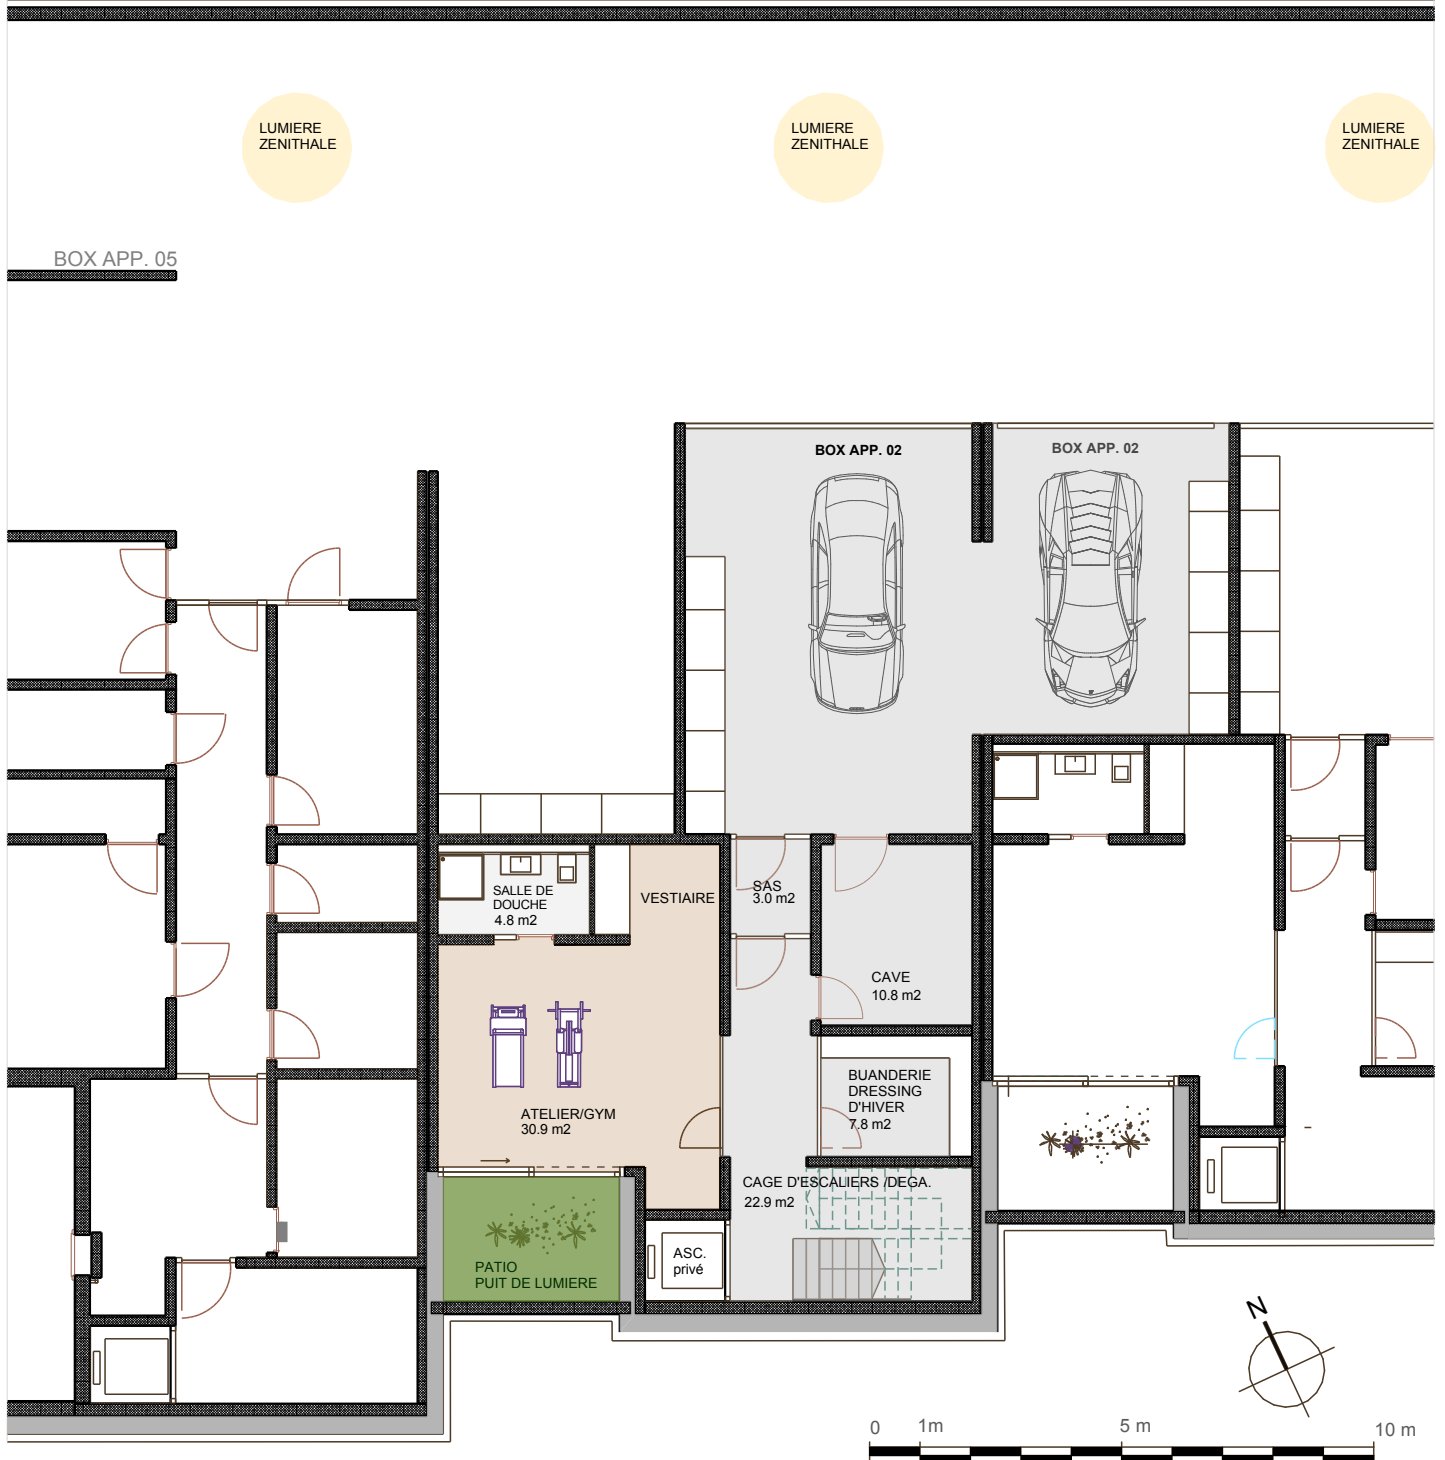 LUMIERE
ZENITHALE
LUMIERE
ZENITHALE
LUMIERE
ZENITHALE
BOX APP. 05
BOX APP. 02
BOX APP. 02
SALLE DE
DOUCHE
4.8 m2
VESTIAIRE
SAS
3.0 m2
CAVE
10.8 m2
BUANDERIE
DRESSING
D'HIVER
7.8 m2
ATELIER/GYM
30.9 m2
CAGE D'ESCALIERS /DEGA.
22.9 m2
ASC.
privé
PATIO
PUIT DE LUMIERE
N
0 1m 5 m 10 m